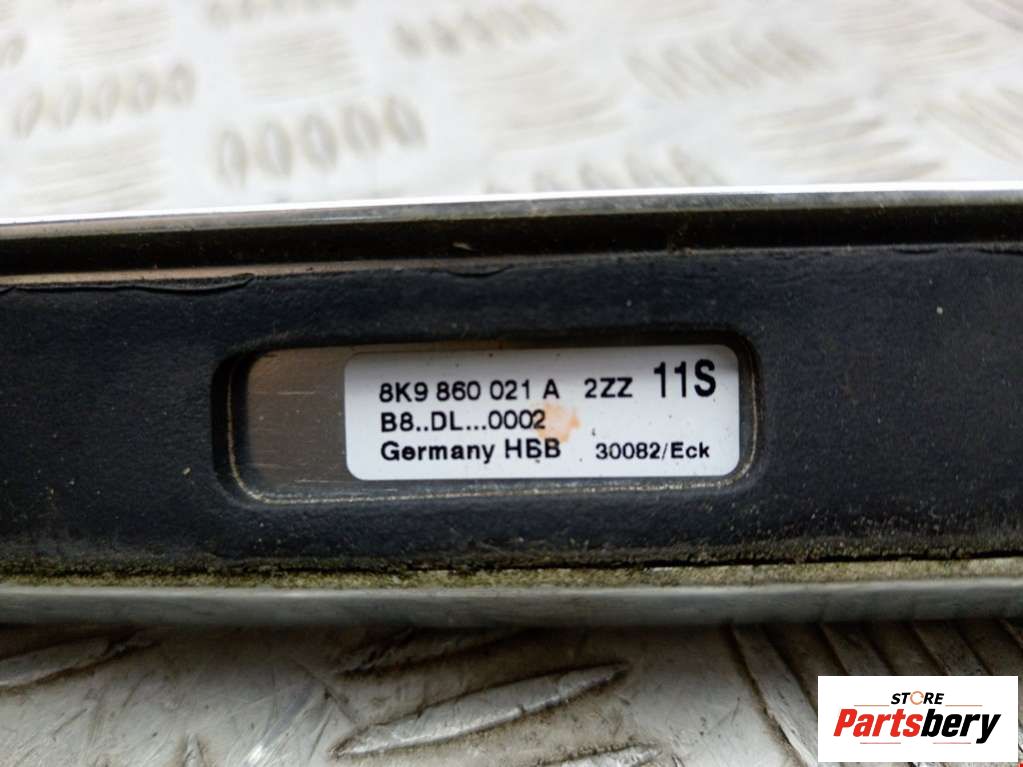 8K9 860 021 A 2ZZ 11S
B8..DL...0002
Germany HBB 30082/Eck
STORE
Partsbery